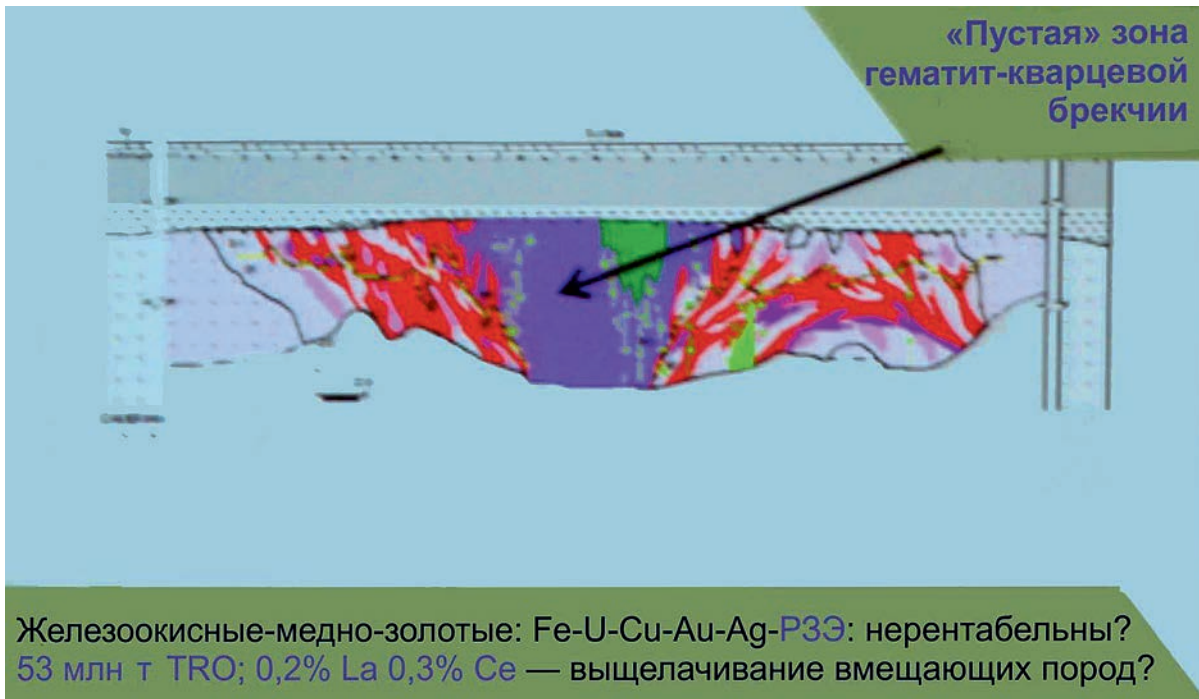 «Пустая» зона
гематит-кварцевой
брекчии
Железоокисные-медно-золотые: Fe-U-Cu-Au-Ag-РЗЭ: нерентабельны?
53 млн т TRO; 0,2% La 0,3% Ce — выщелачивание вмещающих пород?